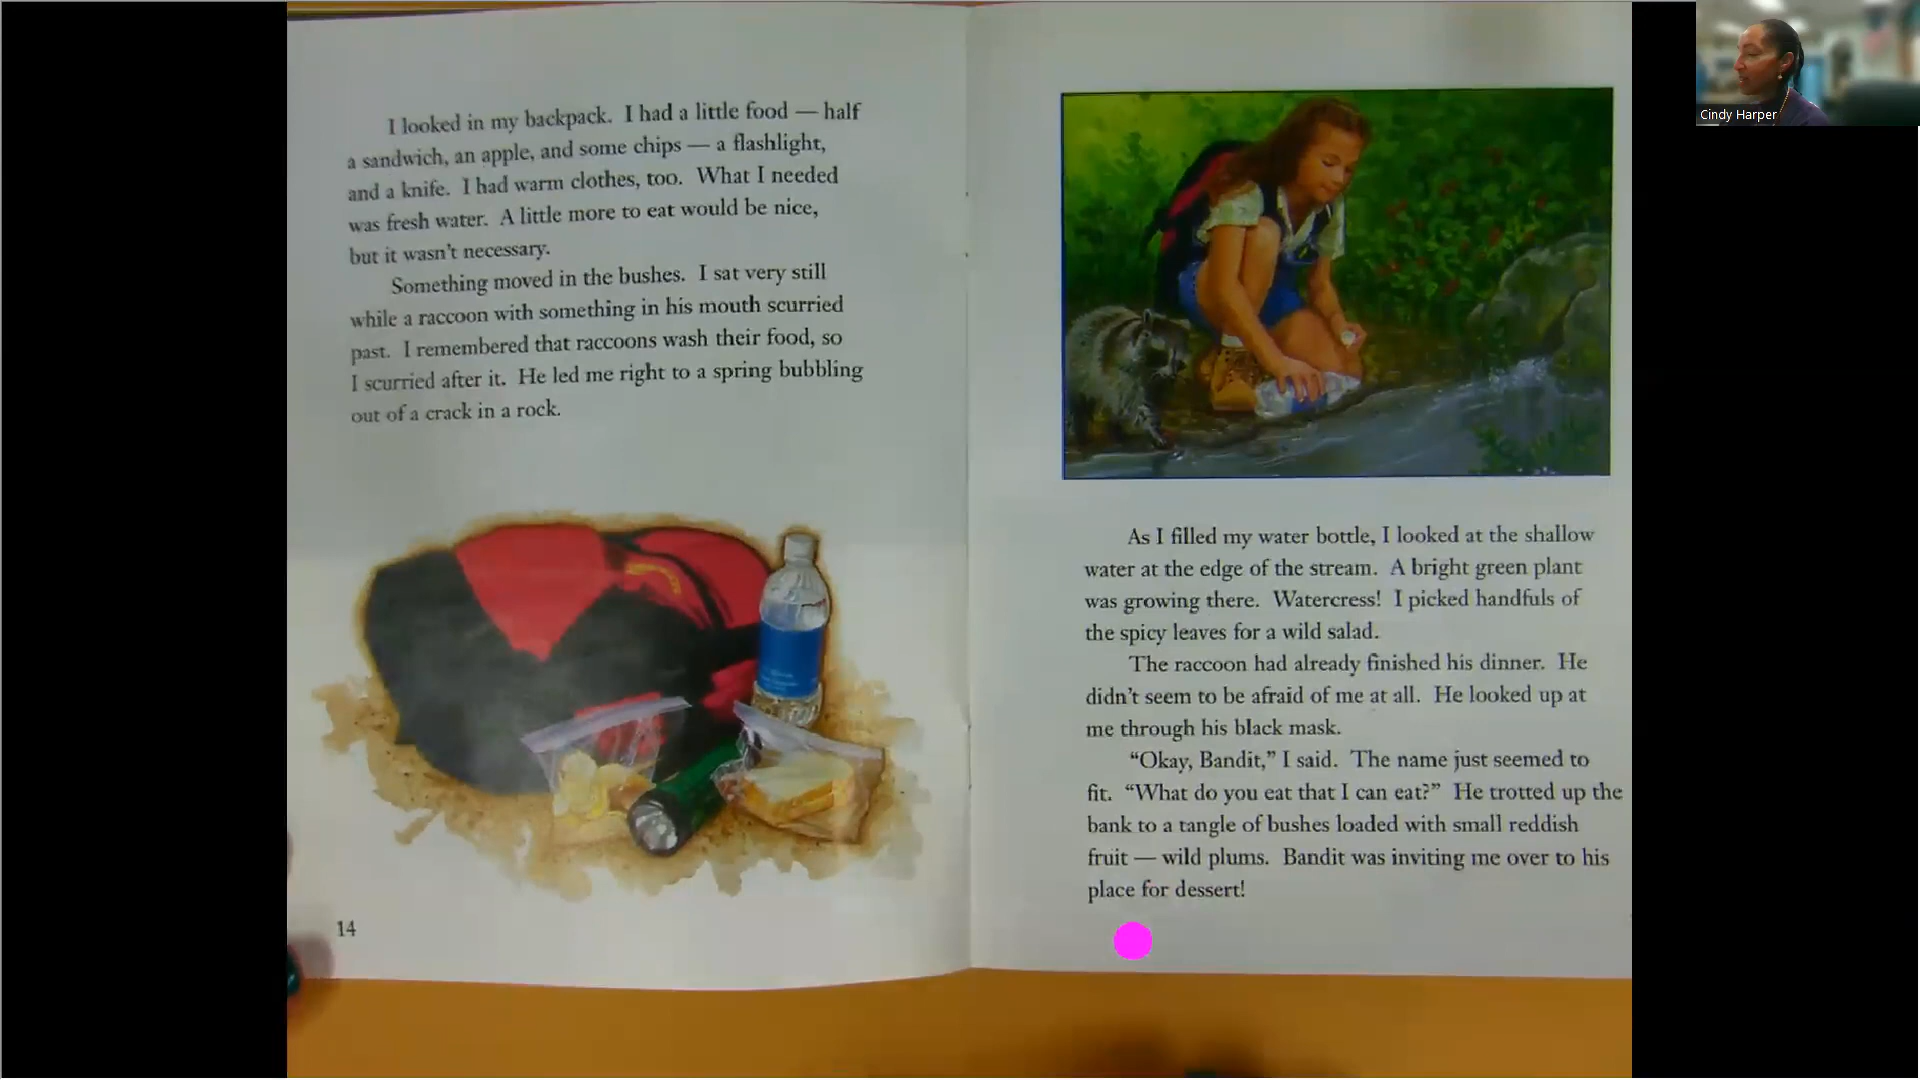 I looked in my backpack. I had a little food — half
a sandwich, an apple, and some chips — a flashlight,
and a knife. I had warm clothes, too. What I needed
was fresh water. A little more to eat would be nice,
but it wasn't necessary.
Something moved in the bushes. I sat very still
while a raccoon with something in his mouth scurried
past. I remembered that raccoons wash their food, so
I scurried after it. He led me right to a spring bubbling
out of a crack in a rock.
14
As I filled my water bottle, I looked at the shallow
water at the edge of the stream. A bright green plant
was growing there. Watercress! I picked handfuls of
the spicy leaves for a wild salad.
The raccoon had already finished his dinner. He
didn't seem to be afraid of me at all. He looked up at
me through his black mask.
“Okay, Bandit,” I said. The name just seemed to
fit. “What do you eat that I can eat?” He trotted up the
bank to a tangle of bushes loaded with small reddish
fruit — wild plums. Bandit was inviting me over to his
place for dessert!
Cindy Harper